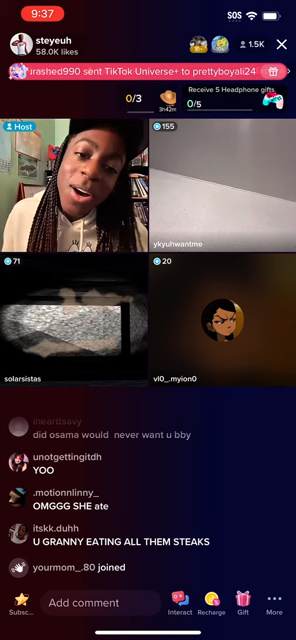 9:37
SOS
steyeuh
58.0K likes
1.5K
rashed990 sent TikTok Universe+ to prettyboyali24
0/3
3h42m
Receive 5 Headphone gifts
0/5
Host
155
ykyuhwantme
71
solarsistas
20
vl0_.myion0
ihearttsavy
did osama would never want u bby
unotgettingitdh
YOO
.motionnlinny_
OMGGG SHE ate
itskk.duhh
U GRANNY EATING ALL THEM STEAKS
yourmom_.80 joined
Subsc...
Add comment
Interact
Recharge
Gift
More